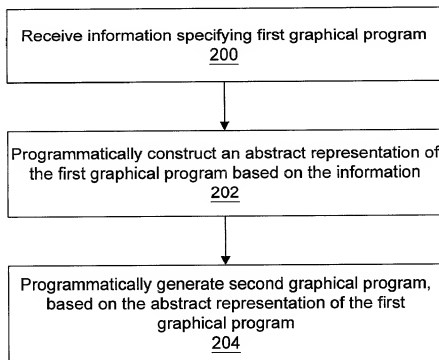 Receive information specifying first graphical program
200
Programmatically construct an abstract representation of
the first graphical program based on the information
202
Programmatically generate second graphical program,
based on the abstract representation of the first
graphical program
204